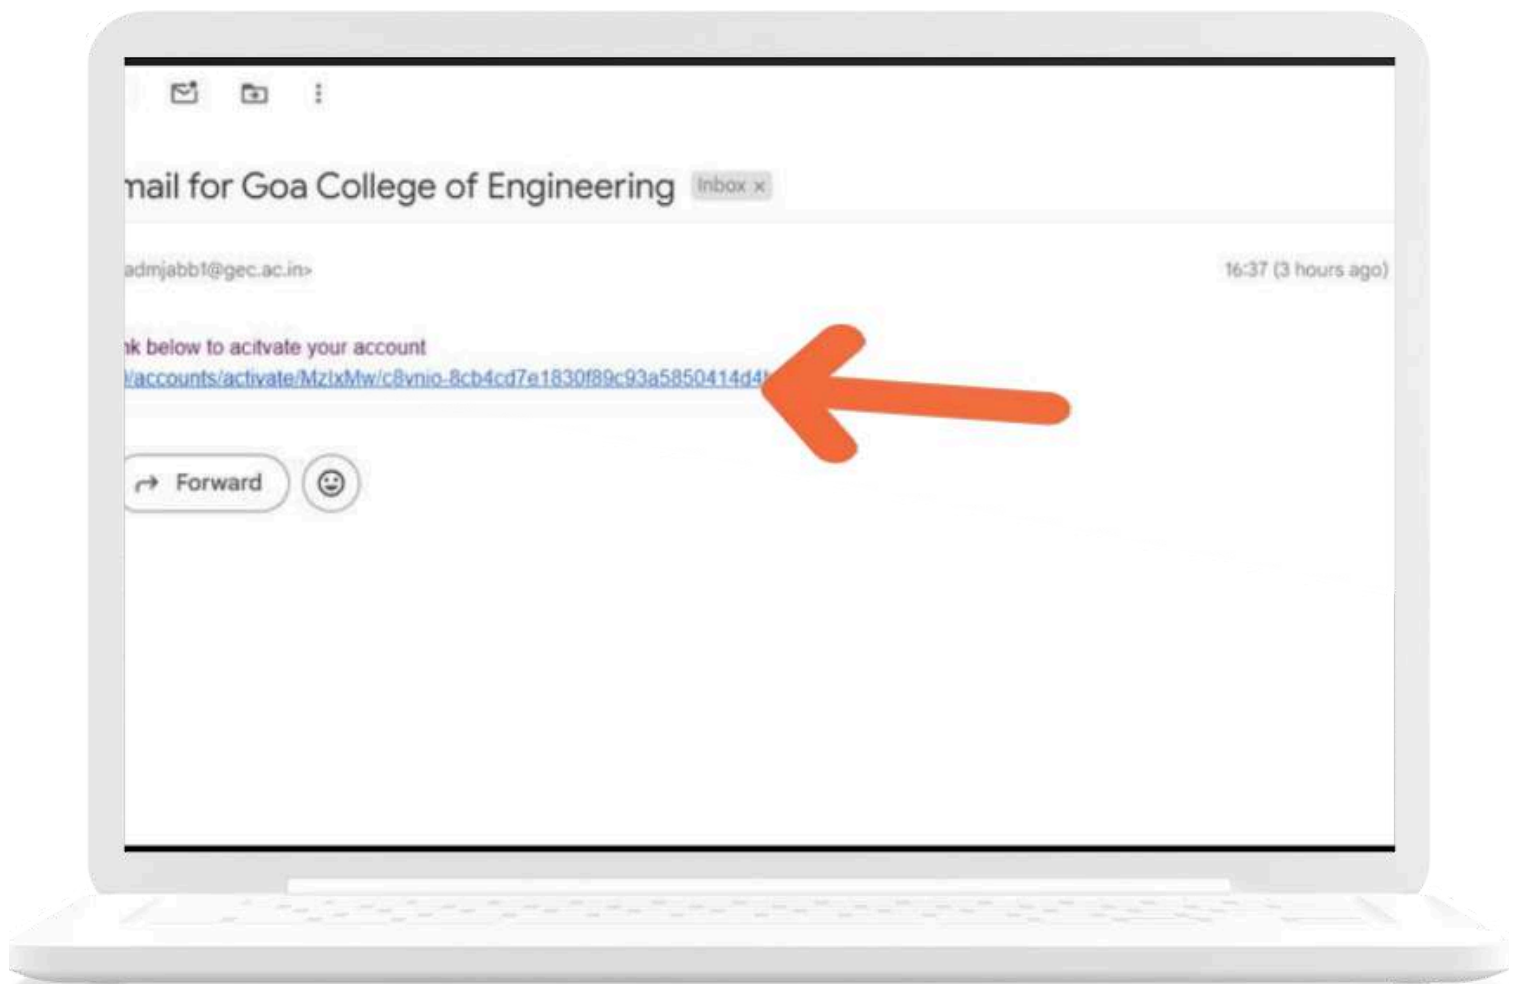 mail for Goa College of Engineering Inbox x
admjabb1@gec.ac.in> 16:37 (3 hours ago)
nk below to acitvate your account
/accounts/activate/MzIxMw/c8vnio-8cb4cd7e1830f89c93a5850414d4
Forward